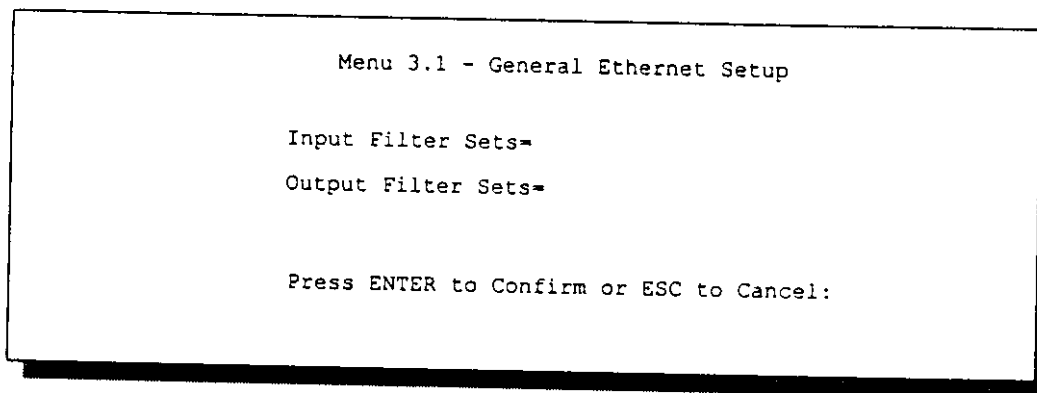 Menu 3.1 - General Ethernet Setup
Input Filter Sets=
Output Filter Sets=
Press ENTER to Confirm or ESC to Cancel: